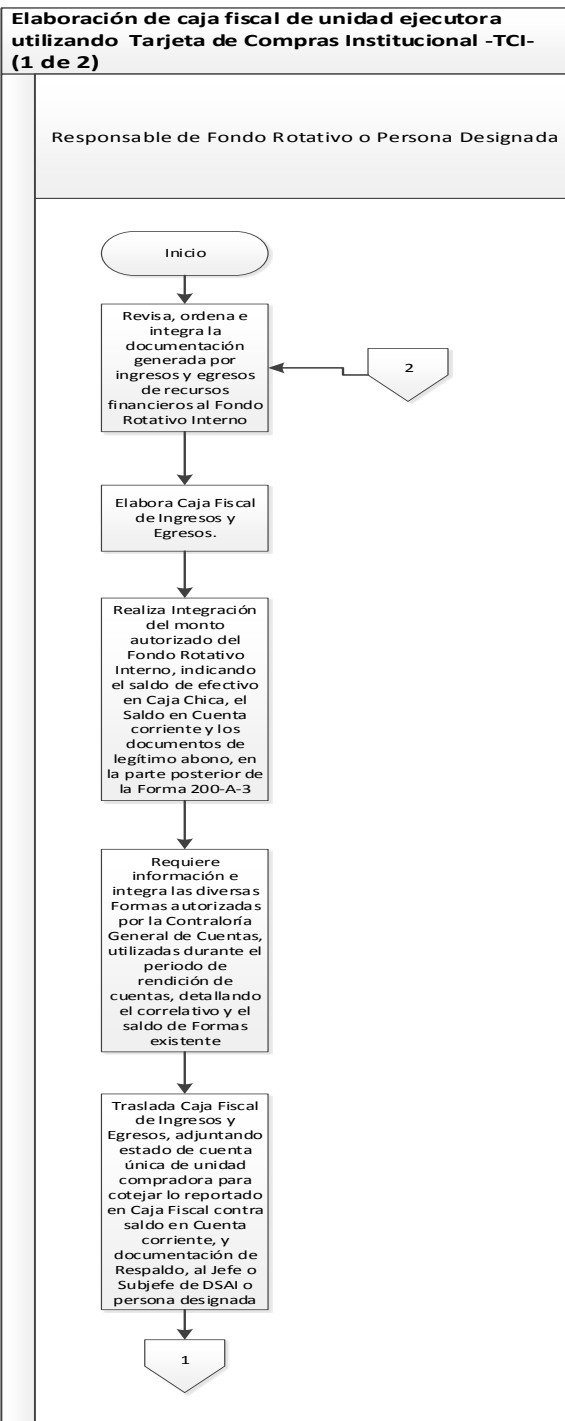 Elaboración de caja fiscal de unidad ejecutora
utilizando Tarjeta de Compras Institucional -TCI-
(1 de 2)
Responsable de Fondo Rotativo o Persona Designada
Inicio
Revisa, ordena e
integra la
documentación
generada por
ingresos y egresos
de recursos
financieros al Fondo
Rotativo Interno
2
Elabora Caja Fiscal
de Ingresos y
Egresos.
Realiza Integración
del monto
autorizado del
Fondo Rotativo
Interno, indicando
el saldo de efectivo
en Caja Chica, el
Saldo en Cuenta
corriente y los
documentos de
legítimo abono, en
la parte posterior de
la Forma 200-A-3
Requiere
información e
integra las diversas
Formas autorizadas
por la Contraloría
General de Cuentas,
utilizadas durante el
periodo de
rendición de
cuentas, detallando
el correlativo y el
saldo de Formas
existente
Traslada Caja Fiscal
de Ingresos y
Egresos, adjuntando
estado de cuenta
única de unidad
compradora para
cotejar lo reportado
en Caja Fiscal contra
saldo en Cuenta
corriente, y
documentación de
Respaldo, al Jefe o
Subjefe de DSAI o
persona designada
1